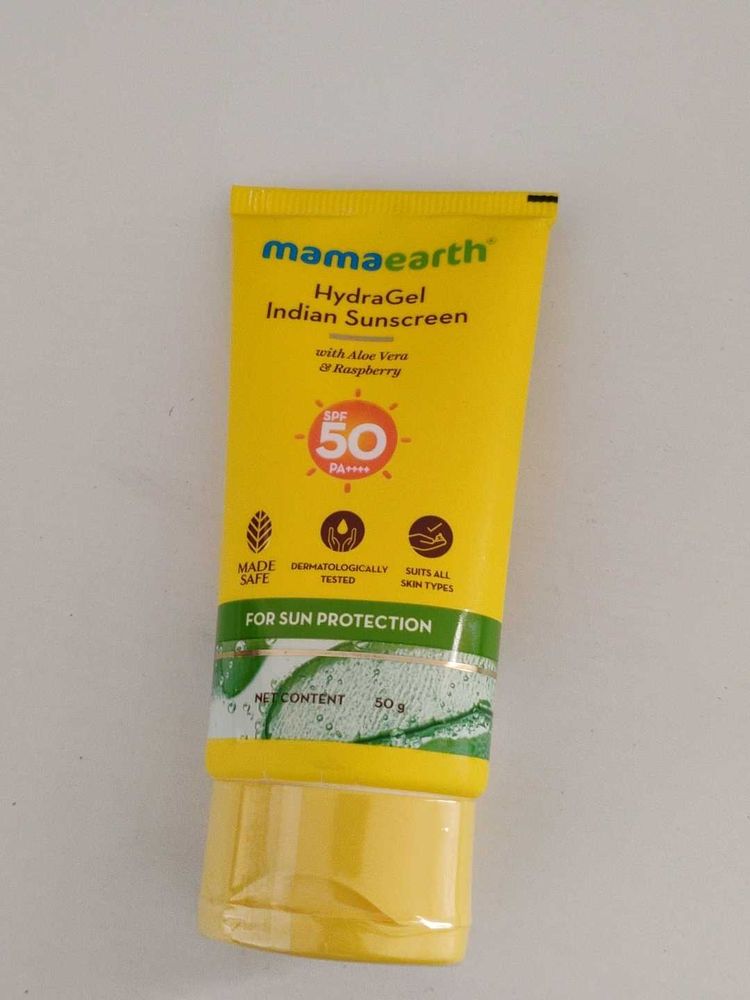 mamaearth®
HydraGel
Indian Sunscreen
with Aloe Vera
& Raspberry
SPF
50
PA++++
MADE
SAFE
DERMATOLOGICALLY
TESTED
SUITS ALL
SKIN TYPES
FOR SUN PROTECTION
NET CONTENT 50 g